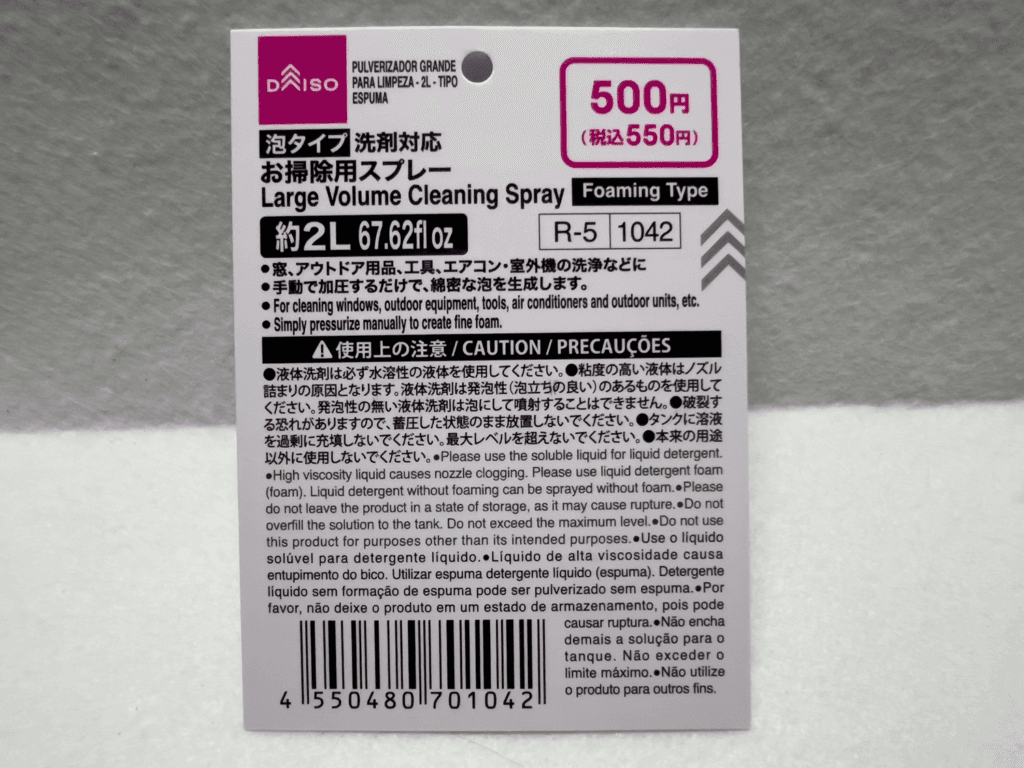 DAISO
PULVERIZADOR GRANDE
PARA LIMPEZA - 2L - TIPO
ESPUMA
500円
(税込550円)
泡タイプ 洗剤対応
お掃除用スプレー
Large Volume Cleaning Spray Foaming Type
約2L 67.62fl oz
R-5 1042
●窓、アウトドア用品、工具、エアコン・室外機の洗浄などに
●手動で加圧するだけで、綿密な泡を生成します。
●For cleaning windows, outdoor equipment, tools, air conditioners and outdoor units, etc.
●Simply pressurize manually to create fine foam.
⚠使用上の注意 / CAUTION / PRECAUÇÕES
●液体洗剤は必ず水溶性の液体を使用してください。●粘度の高い液体はノズル
詰まりの原因となります。液体洗剤は発泡性(泡立ちの良い)のあるものを使用して
ください。発泡性の無い液体洗剤は泡にして噴射することはできません。●破裂す
る恐れがありますので、蓄圧した状態のまま放置しないでください。●タンクに溶液
を過剰に充填しないでください。最大レベルを超えないでください。●本来の用途
以外に使用しないでください。●Please use the soluble liquid for liquid detergent.
●High viscosity liquid causes nozzle clogging. Please use liquid detergent foam
(foam). Liquid detergent without foaming can be sprayed without foam.●Please
do not leave the product in a state of storage, as it may cause rupture.●Do not
overfill the solution to the tank. Do not exceed the maximum level.●Do not use
this product for purposes other than its intended purposes.●Use o líquido
solúvel para detergente líquido.●Líquido de alta viscosidade causa
entupimento do bico. Utilizar espuma detergente líquido (espuma). Detergente
líquido sem formação de espuma pode ser pulverizado sem espuma.●Por
favor, não deixe o produto em um estado de armazenamento, pois pode
causar ruptura.●Não encha
demais a solução para o
tanque. Não exceder o
limite máximo.●Não utilize
o produto para outros fins.
4 550480 701042